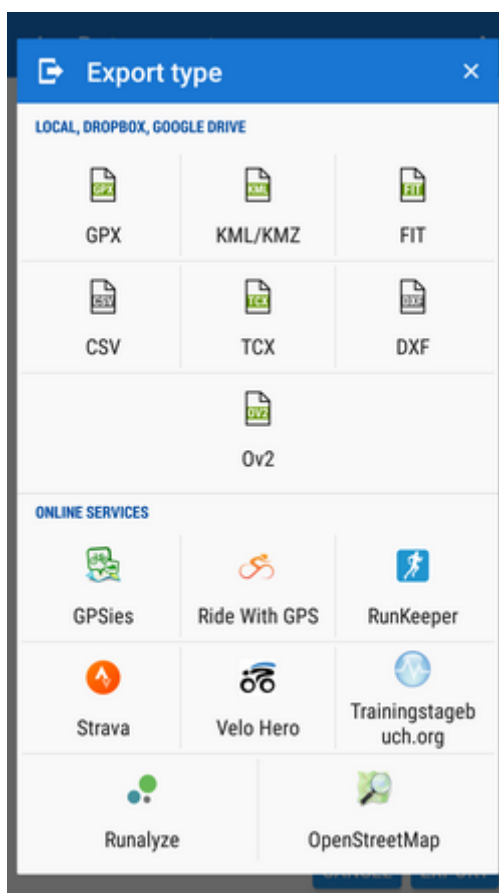 Export type
LOCAL, DROPBOX, GOOGLE DRIVE
GPX
KML
FIT
GPX
KML/KMZ
FIT
CSV
TCX
DXF
CSV
TCX
DXF
OV2
Ov2
ONLINE SERVICES
GPSies
Ride With GPS
RunKeeper
Strava
Velo Hero
Trainingstageb
uch.org
Runalyze
OpenStreetMap